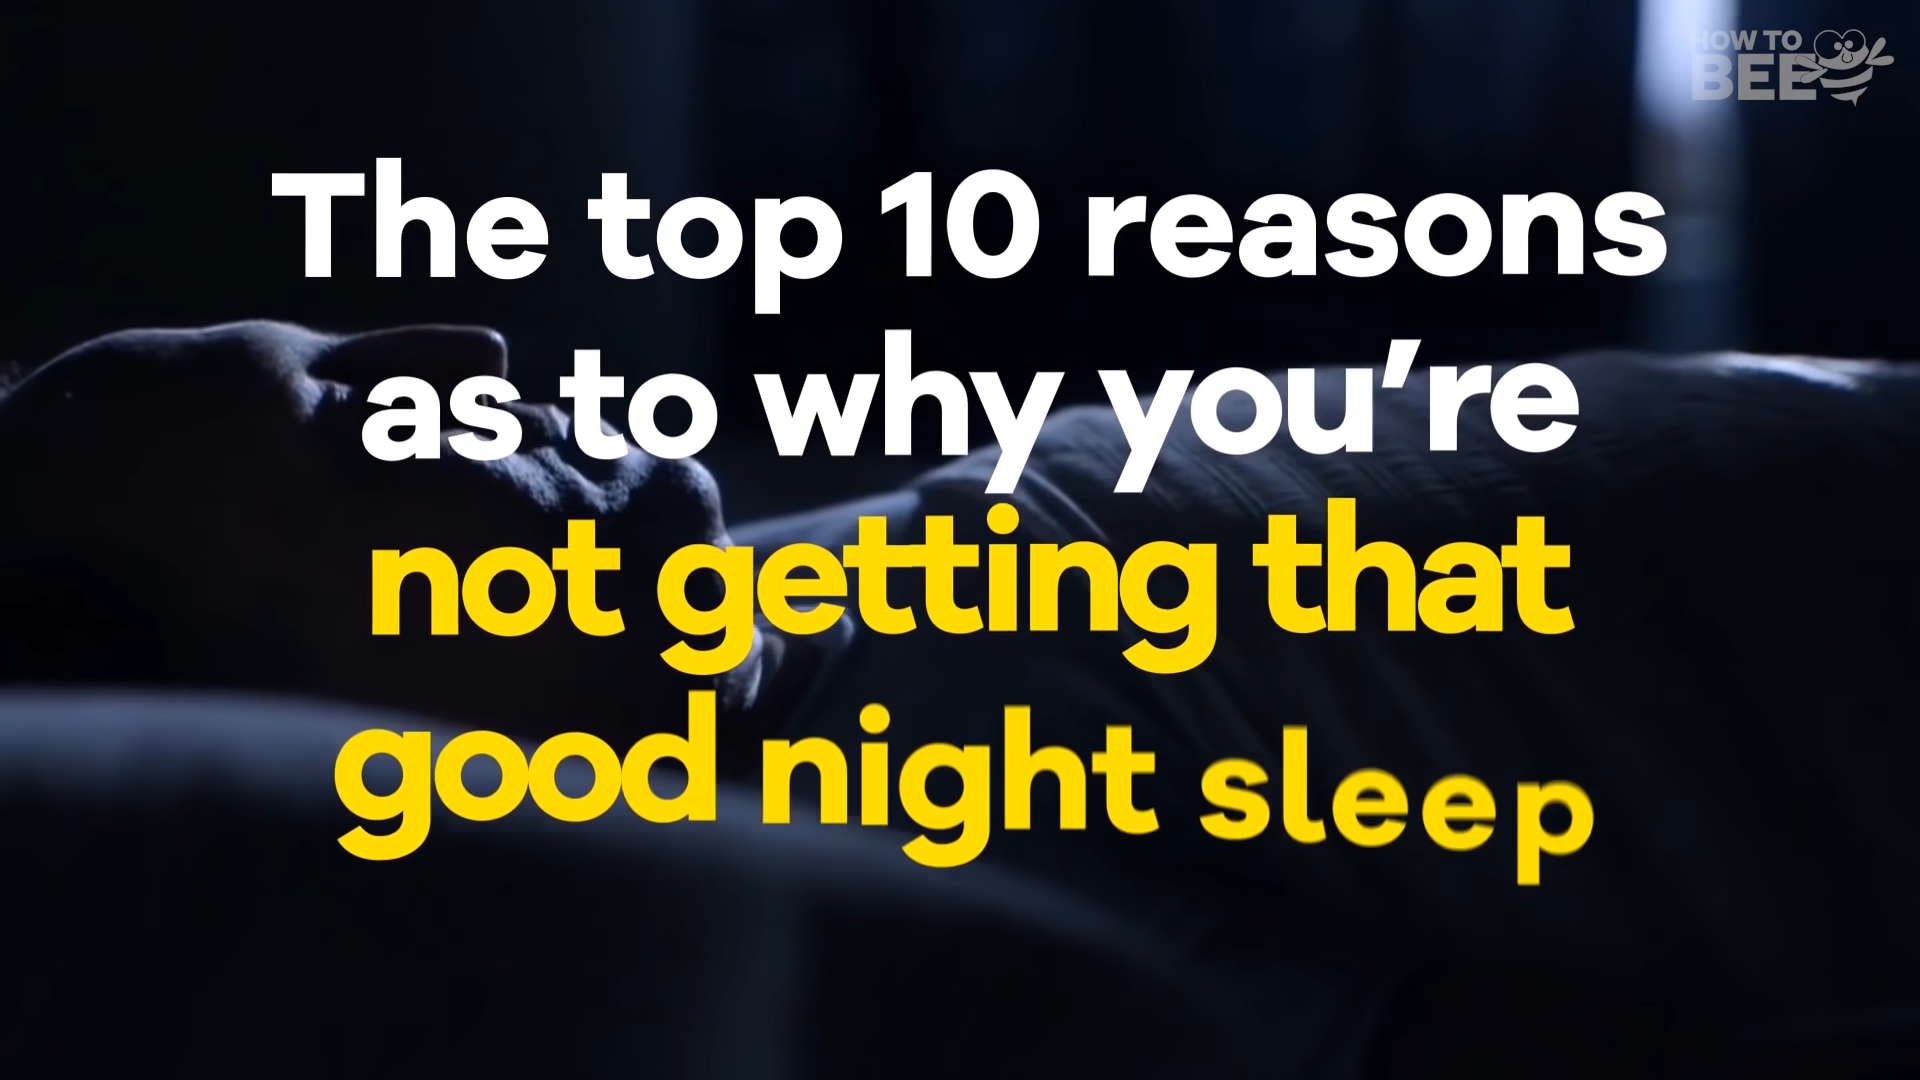 HOW TO
BEE
The top 10 reasons
as to why you’re
not getting that
good night sleep